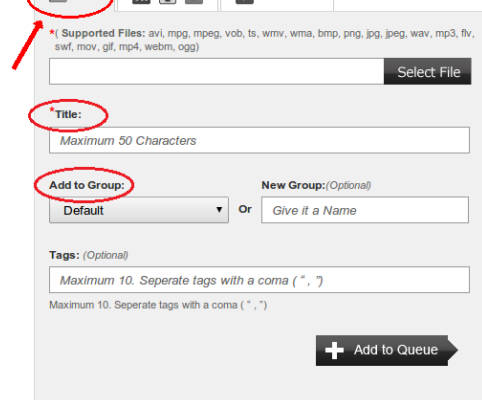 *( Supported Files: avi, mpg, mpeg, vob, ts, wmv, wma, bmp, png, jpg, jpeg, wav, mp3, flv,
swf, mov, gif, mp4, webm, ogg)
Select File
*Title:
Maximum 50 Characters
Add to Group: New Group:(Optional)
Default Or Give it a Name
Tags: (Optional)
Maximum 10. Seperate tags with a coma ( “ , ”)
Maximum 10. Seperate tags with a coma ( " , ")
Add to Queue